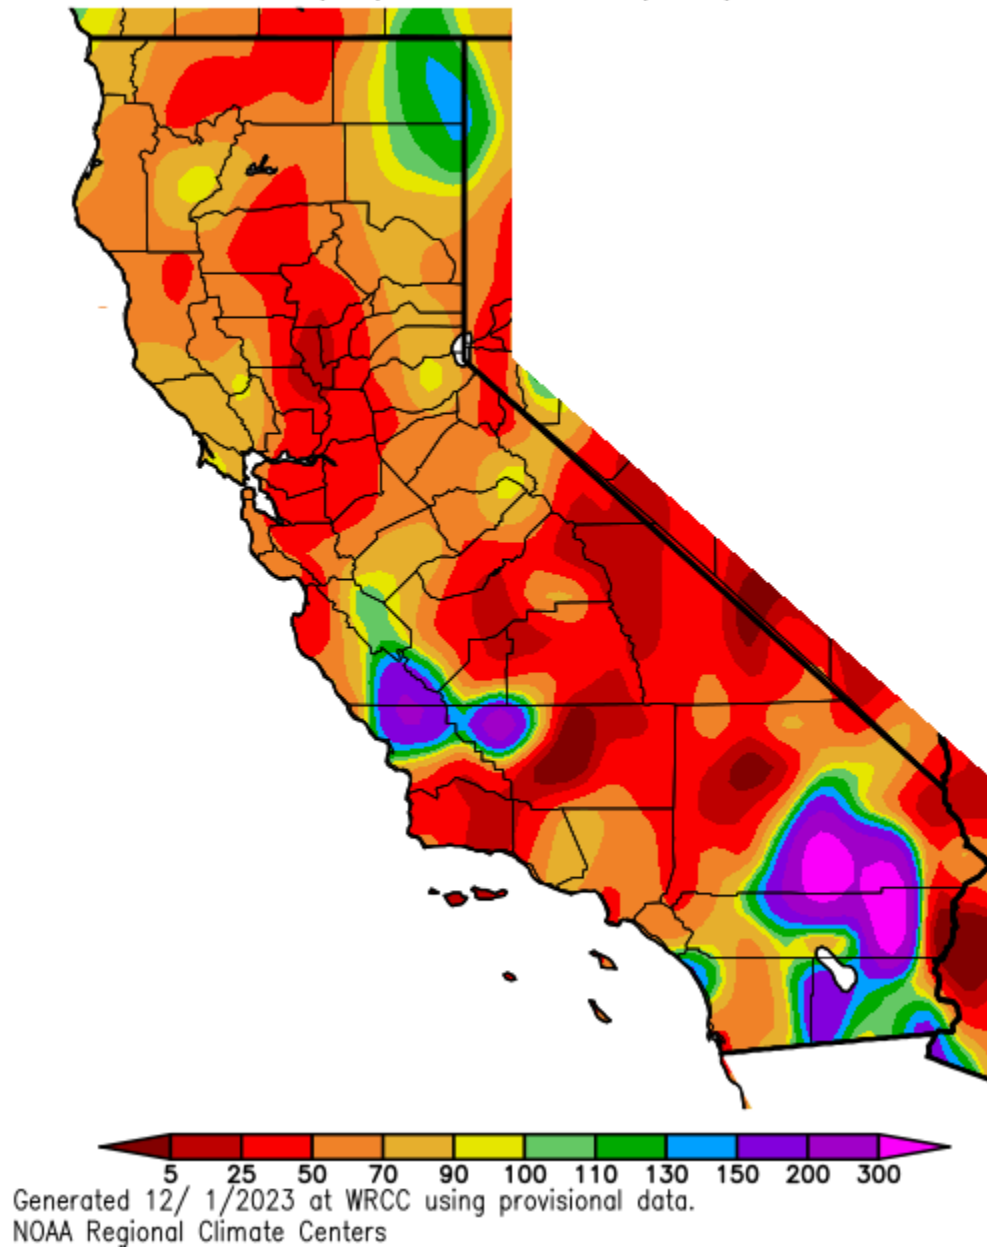 5 25 50 70 90 100 110 130 150 200 300
Generated 12/ 1/2023 at WRCC using provisional data.
NOAA Regional Climate Centers